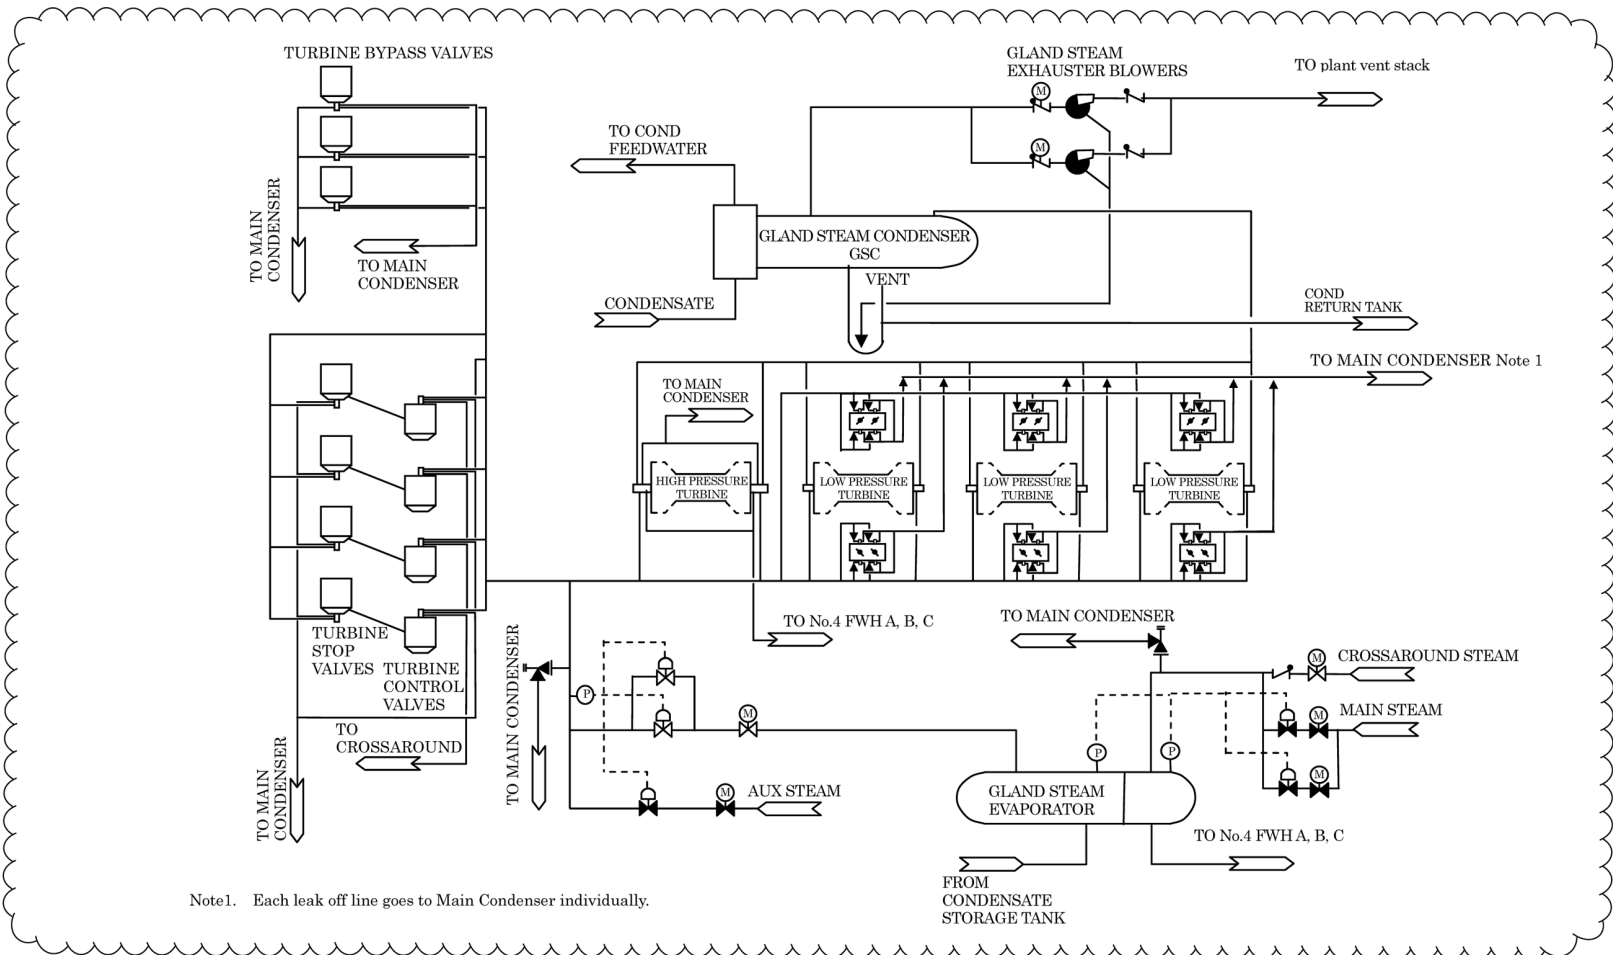 TURBINE BYPASS VALVES
TO MAIN
CONDENSER
TO MAIN
CONDENSER
TO COND
FEEDWATER
GLAND STEAM
EXHAUSTER BLOWERS
M
M
TO plant vent stack
GLAND STEAM CONDENSER
GSC
VENT
CONDENSATE
COND
RETURN TANK
TO MAIN CONDENSER Note 1
TO MAIN
CONDENSER
HIGH PRESSURE
TURBINE
LOW PRESSURE
TURBINE
LOW PRESSURE
TURBINE
LOW PRESSURE
TURBINE
TURBINE
STOP
VALVES
TURBINE
CONTROL
VALVES
TO
CROSSAROUND
TO MAIN
CONDENSER
TO MAIN CONDENSER
P
M
M
AUX STEAM
TO No.4 FWH A, B, C
TO MAIN CONDENSER
M
CROSSAROUND STEAM
M
MAIN STEAM
M
P
P
GLAND STEAM
EVAPORATOR
TO No.4 FWH A, B, C
FROM
CONDENSATE
STORAGE TANK
Note1. Each leak off line goes to Main Condenser individually.